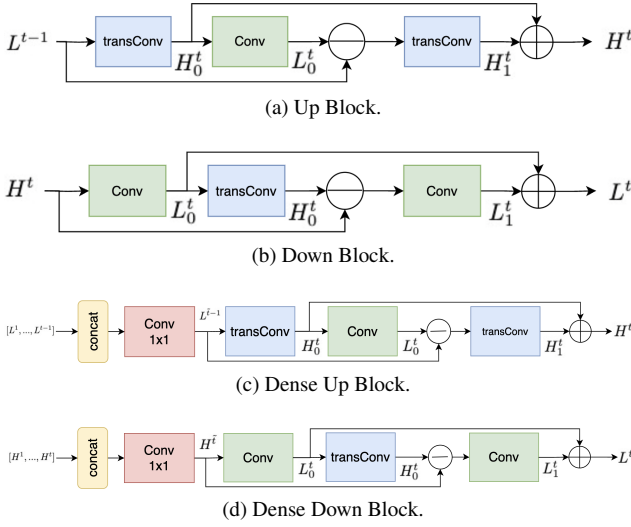 L^{t-1} transConv H_0^t Conv L_0^t transConv H_1^t H^t
(a) Up Block.
H^t Conv L_0^t transConv H_0^t Conv L_1^t L^t
(b) Down Block.
[L^1, ..., L^{t-1}] concat Conv 1x1 L^{\tilde{t}-1} transConv H_0^t Conv L_0^t transConv H_1^t H^t
(c) Dense Up Block.
[H^1, ..., H^t] concat Conv 1x1 H^{\tilde{t}} Conv L_0^t transConv H_0^t Conv L_1^t L^t
(d) Dense Down Block.